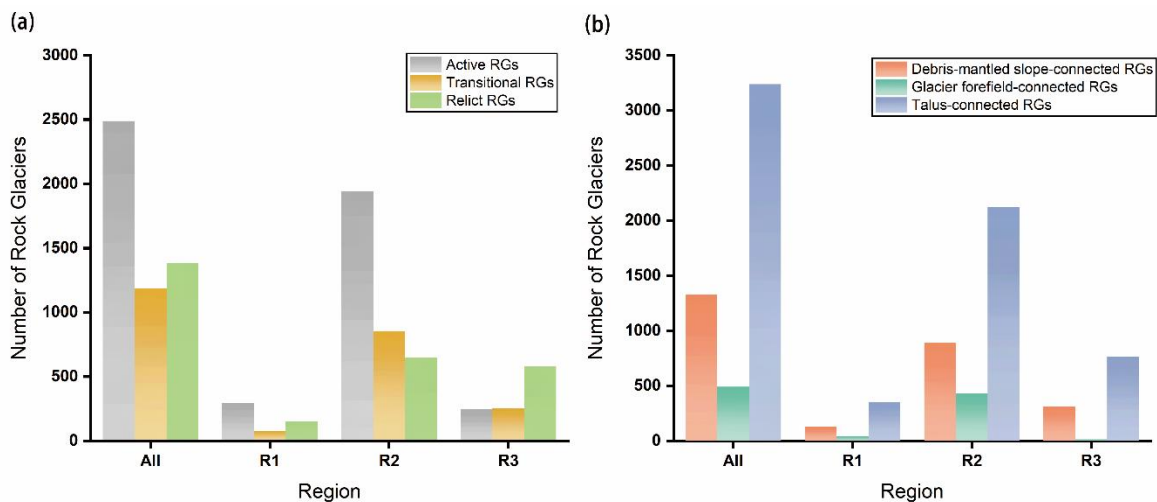 (a)
3000
2500
2000
1500
1000
500
0
Number of Rock Glaciers
Active RGs
Transitional RGs
Relict RGs
All
R1
R2
R3
Region
(b)
3500
3000
2500
2000
1500
1000
500
0
Number of Rock Glaciers
Debris-mantled slope-connected RGs
Glacier forefield-connected RGs
Talus-connected RGs
All
R1
R2
R3
Region